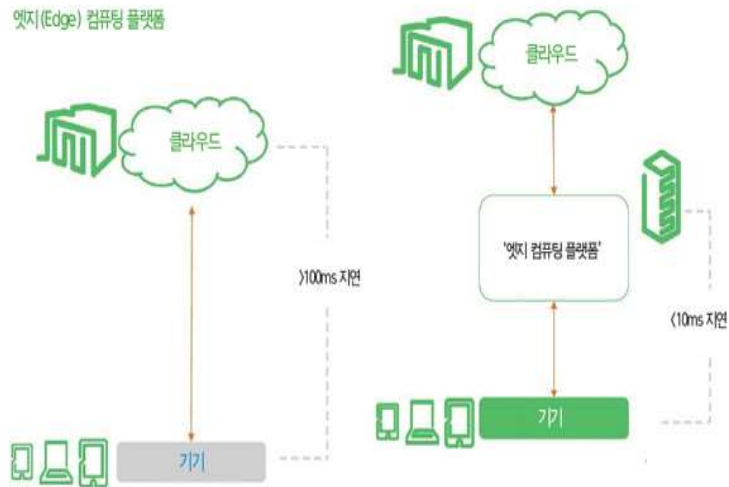 엣지(Edge) 컴퓨팅 플랫폼
클라우드
>100ms 지연
기기
클라우드
'엣지 컴퓨팅 플랫폼'
<10ms 지연
기기